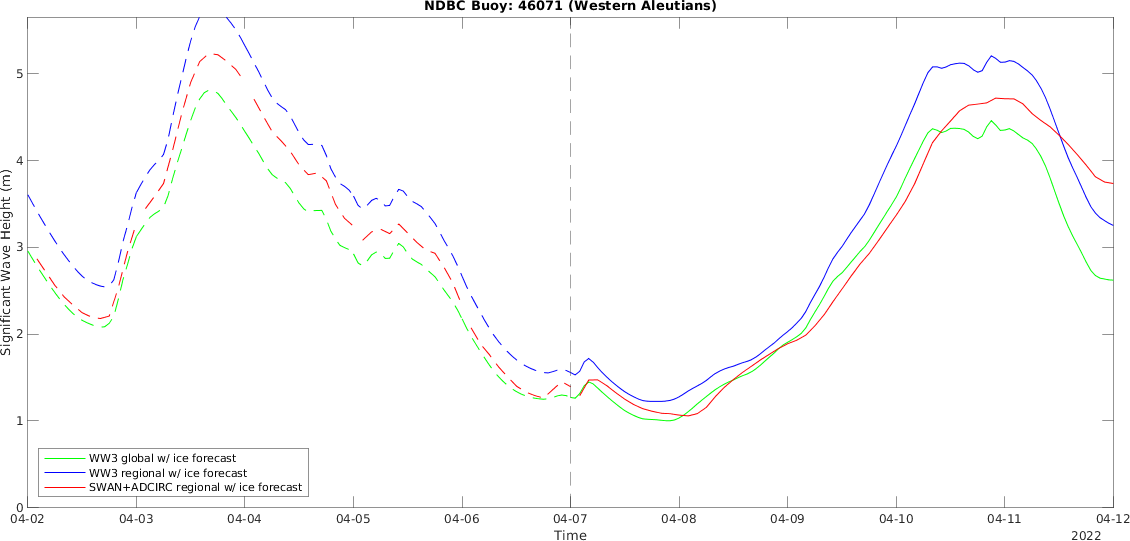 NDBC Buoy: 46071 (Western Aleutians)
Significant Wave Height (m)
5
4
3
2
1
0
WW3 global w/ ice forecast
WW3 regional w/ ice forecast
SWAN+ADCIRC regional w/ ice forecast
04-02 04-03 04-04 04-05 04-06 04-07 04-08 04-09 04-10 04-11 04-12
Time
2022